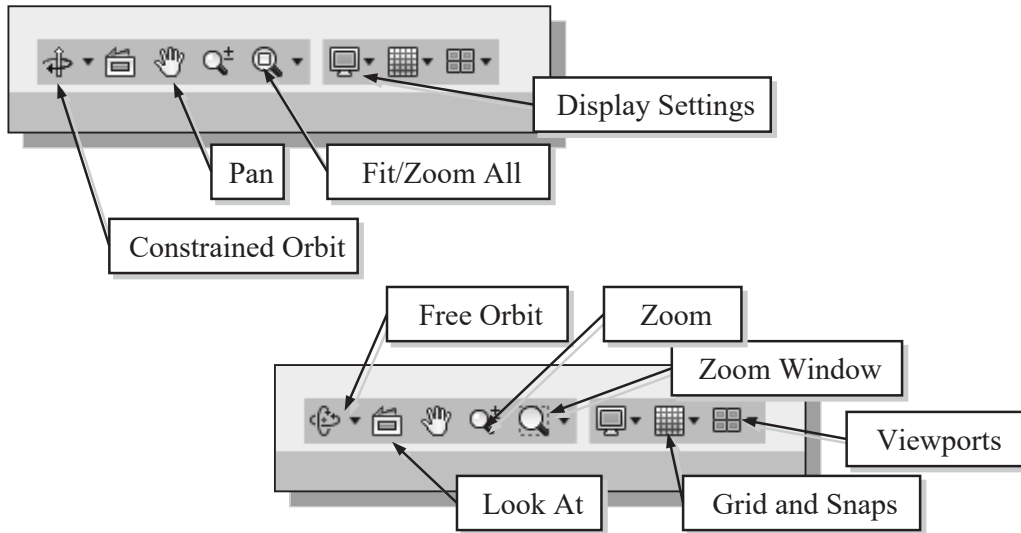 Display Settings
Pan
Fit/Zoom All
Constrained Orbit
Free Orbit
Zoom
Zoom Window
Viewports
Look At
Grid and Snaps